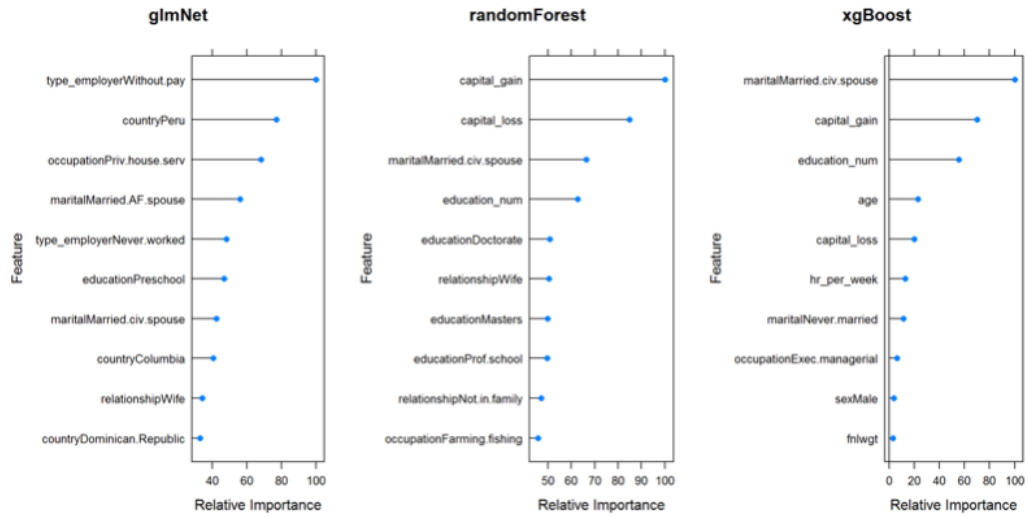 glmNet
type_employerWithout.pay
countryPeru
occupationPriv.house.serv
maritalMarried.AF.spouse
type_employerNever.worked
educationPreschool
maritalMarried.civ.spouse
countryColumbia
relationshipWife
countryDominican.Republic
Feature
40 60 80 100
Relative Importance
randomForest
capital_gain
capital_loss
maritalMarried.civ.spouse
education_num
educationDoctorate
relationshipWife
educationMasters
educationProf.school
relationshipNot.in.family
occupationFarming.fishing
Feature
50 60 70 80 90 100
Relative Importance
xgBoost
maritalMarried.civ.spouse
capital_gain
education_num
age
capital_loss
hr_per_week
maritalNever.married
occupationExec.managerial
sexMale
fnlwgt
Feature
0 20 40 60 80 100
Relative Importance